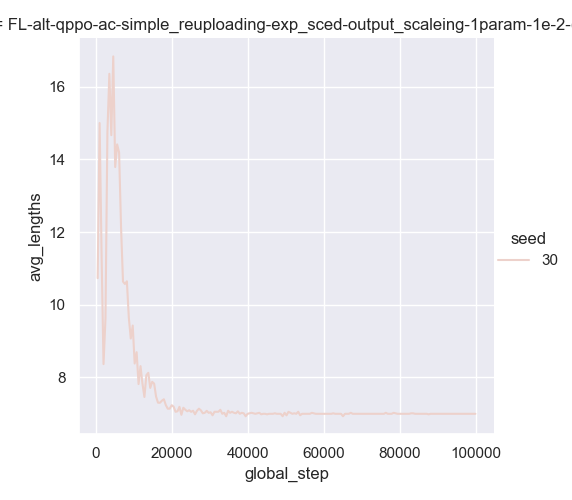 = FL-alt-qppo-ac-simple_reuploading-exp_sced-output_scaleing-1param-1e-2-
16
14
12
10
8
avg_lengths
0 20000 40000 60000 80000 100000
global_step
seed
30